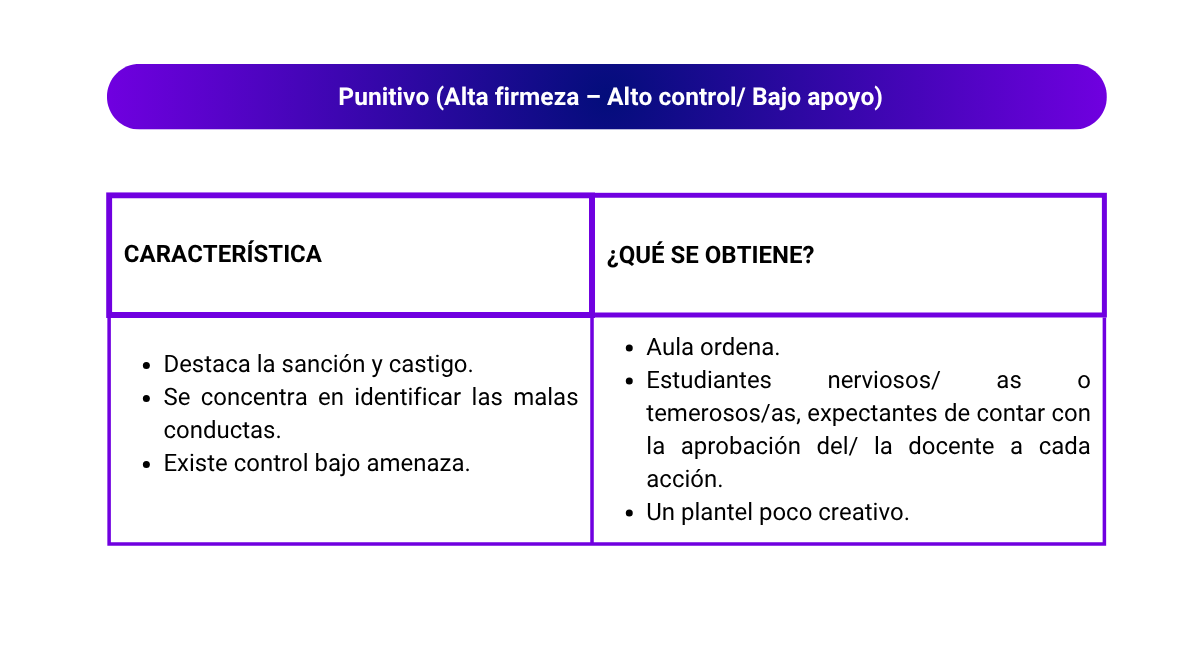 Punitivo (Alta firmeza – Alto control/ Bajo apoyo)
CARACTERÍSTICA
¿QUÉ SE OBTIENE?
• Destaca la sanción y castigo.
• Se concentra en identificar las malas
conductas.
• Existe control bajo amenaza.
• Aula ordena.
• Estudiantes nerviosos/ as o
temerosos/as, expectantes de contar con
la aprobación del/ la docente a cada
acción.
• Un plantel poco creativo.